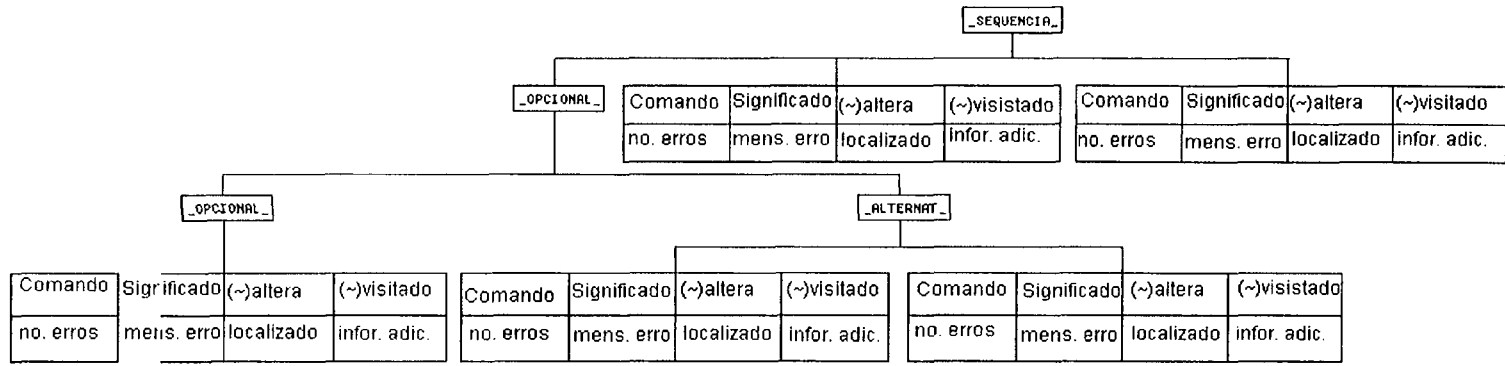 _SEQUENCIA_
_OPCIONAL_
Comando Significado (~)altera (~)visistado
no. erros mens. erro localizado infor. adic.
Comando Significado (~)altera (~)visitado
no. erros mens. erro localizado infor. adic.
_OPCIONAL_
_ALTERNAT_
Comando Significado (~)altera (~)visitado
no. erros mens. erro localizado infor. adic.
Comando Significado (~)altera (~)visitado
no. erros mens. erro localizado infor. adic.
Comando Significado (~)altera (~)visistado
no. erros mens. erro localizado infor. adic.